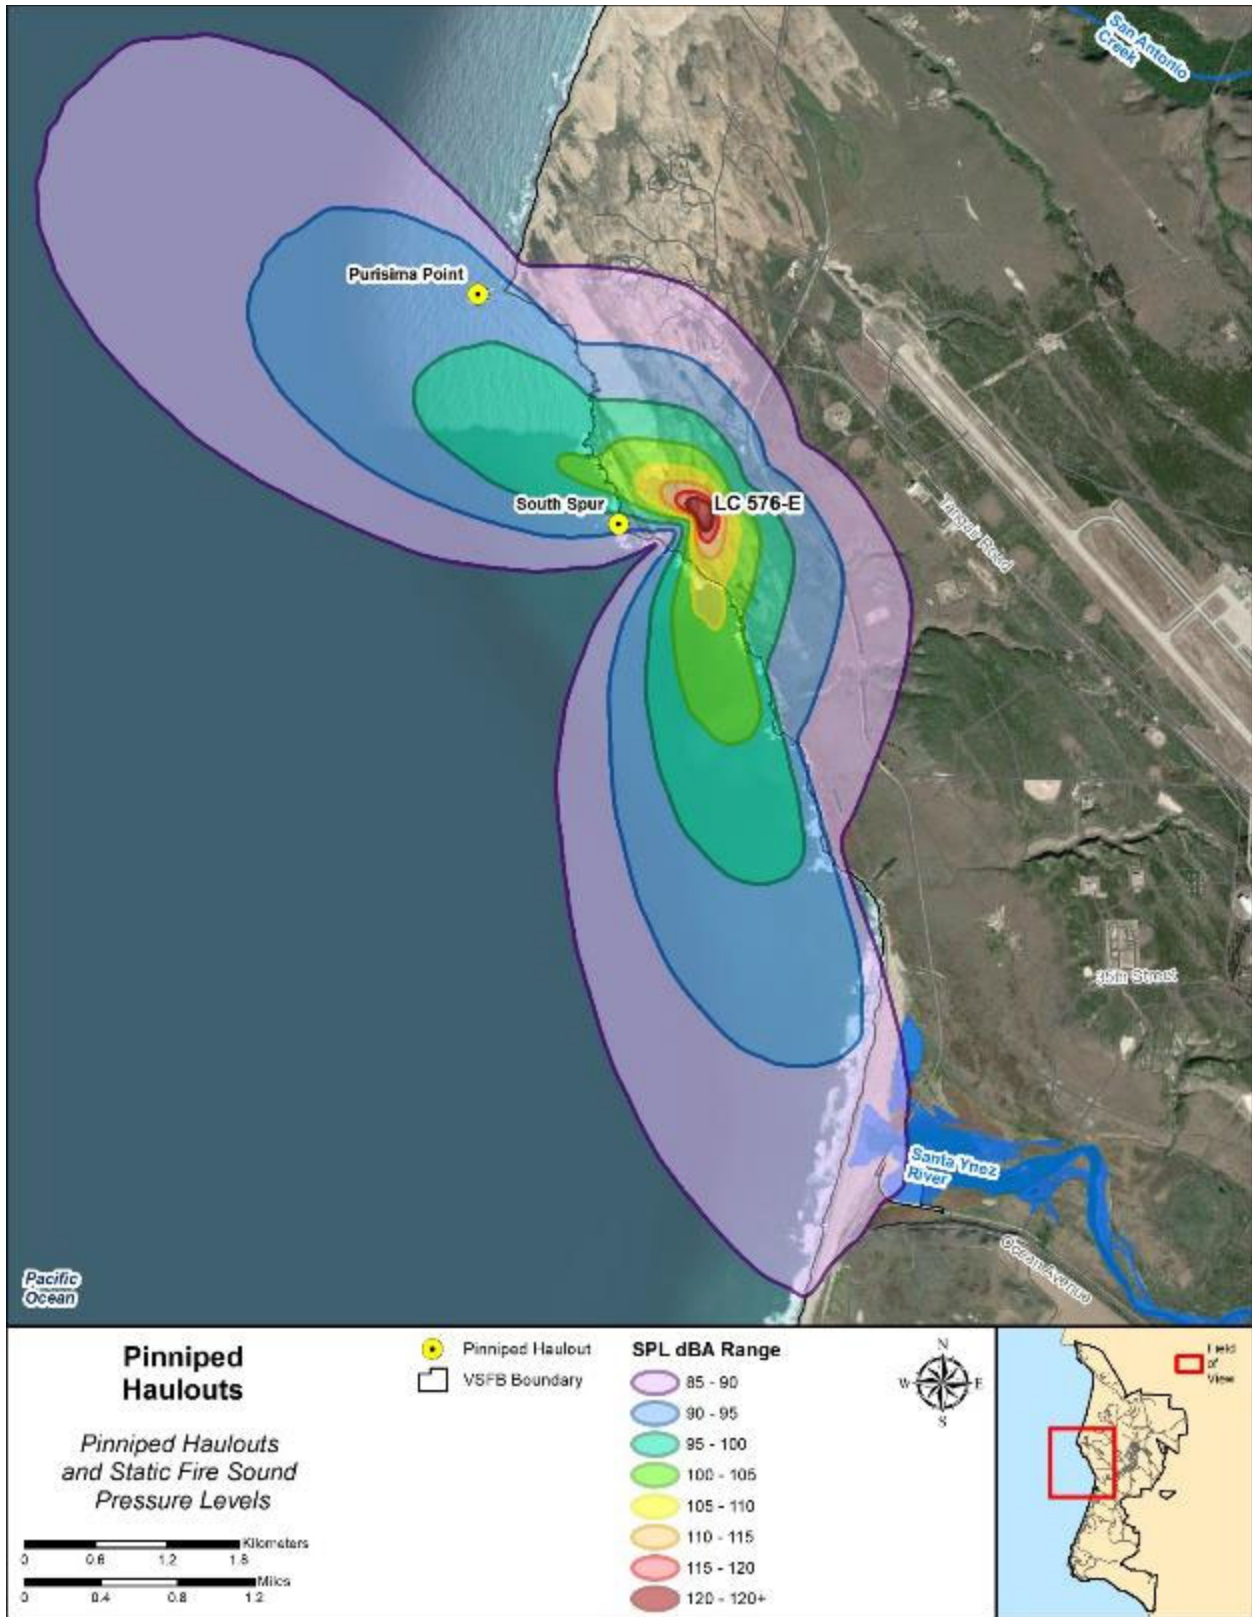 San Antonio
Creek
Purisima Point
South Spur
LC 576-E
Tangair Road
35th Street
Santa Ynez
River
Ocean Avenue
Pacific
Ocean
Pinniped
Haulouts
Pinniped Haulouts
and Static Fire Sound
Pressure Levels
Kilometers
0 0.6 1.2 1.8
Miles
0 0.4 0.8 1.2
Pinniped Haulout
VSFB Boundary
SPL dBA Range
85 - 90
90 - 95
95 - 100
100 - 105
105 - 110
110 - 115
115 - 120
120 - 120+
N
W E
S
Field
of
View